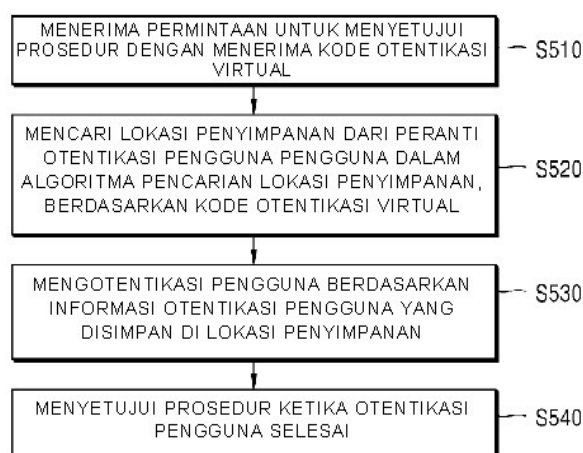 MENERIMA PERMINTAAN UNTUK MENYETUJUI
PROSEDUR DENGAN MENERIMA KODE OTENTIKASI
VIRTUAL
S510
MENCARI LOKASI PENYIMPANAN DARI PERANTI
OTENTIKASI PENGGUNA PENGGUNA DALAM
ALGORITMA PENCARIAN LOKASI PENYIMPANAN,
BERDASARKAN KODE OTENTIKASI VIRTUAL
S520
MENGOTENTIKASI PENGGUNA BERDASARKAN
INFORMASI OTENTIKASI PENGGUNA YANG
DISIMPAN DI LOKASI PENYIMPANAN
S530
MENYETUJUI PROSEDUR KETIKA OTENTIKASI
PENGGUNA SELESAI
S540